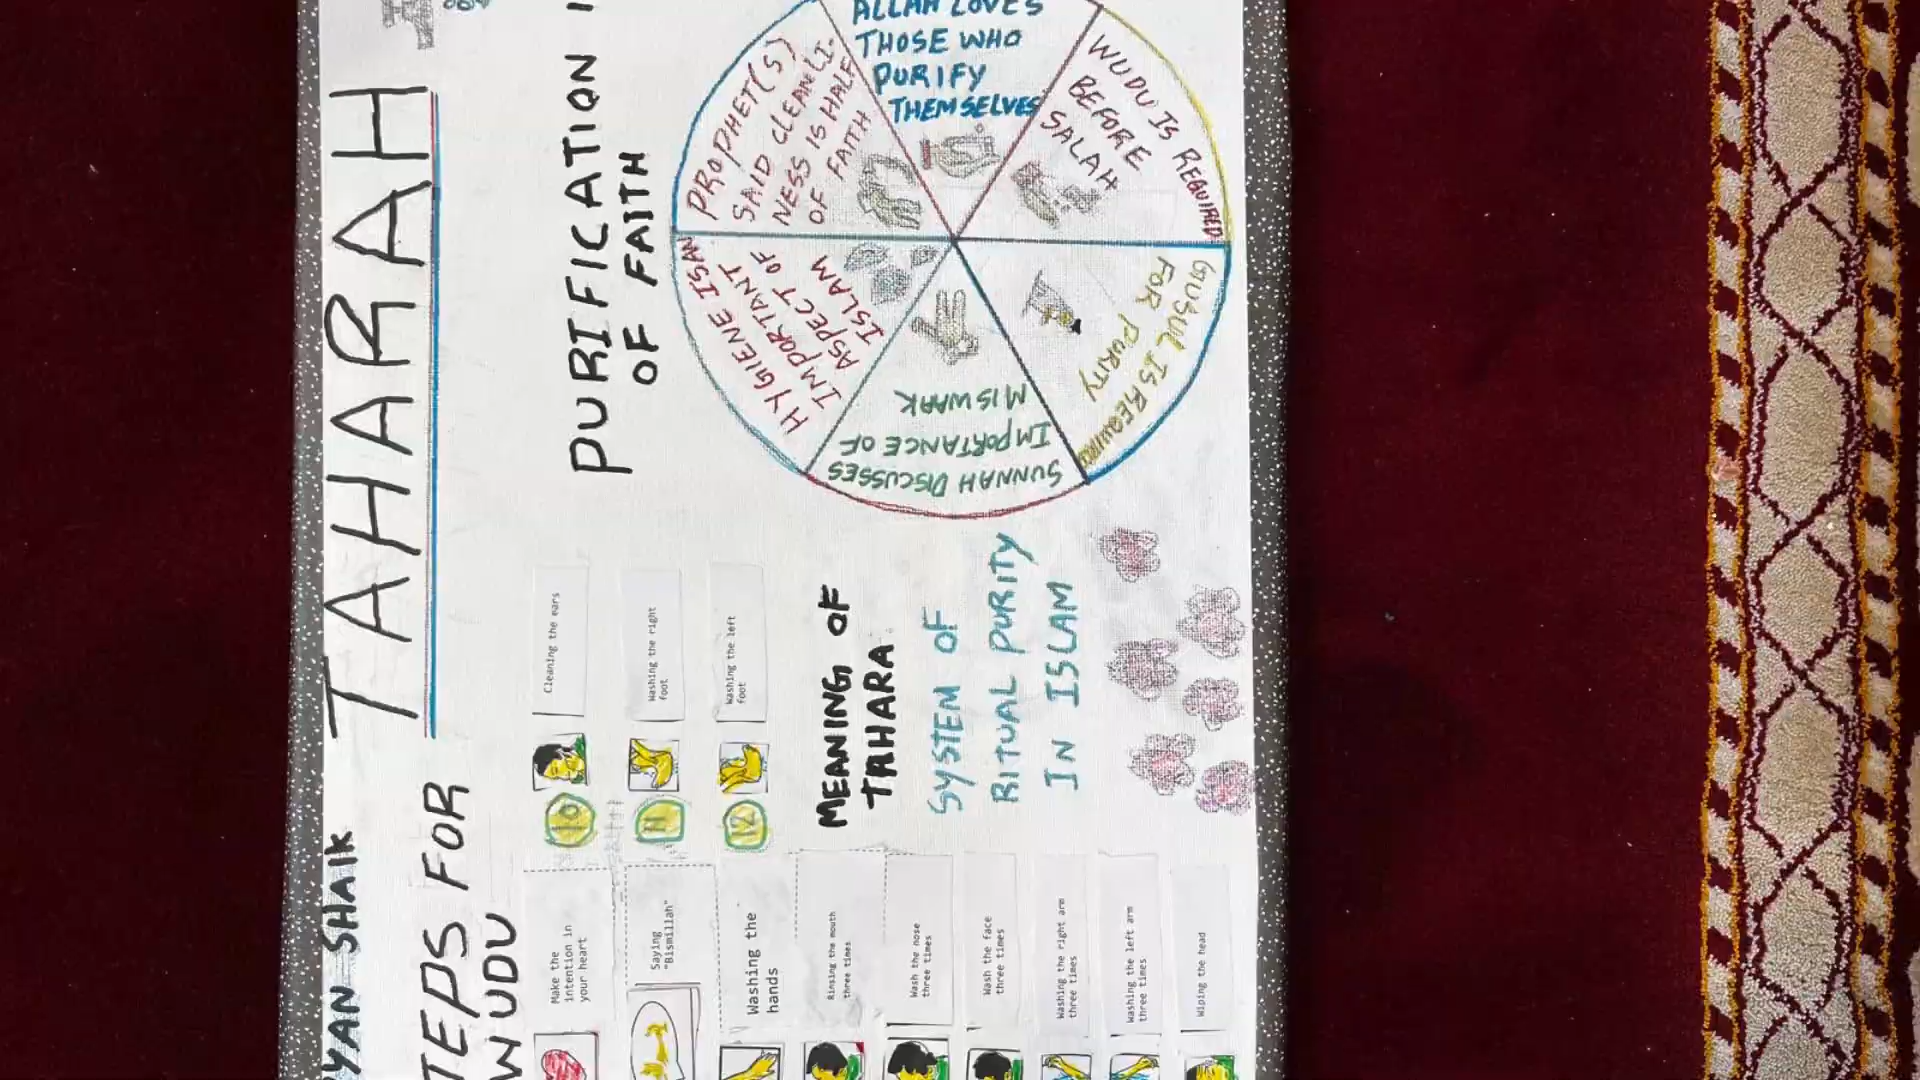 YAN SHAIK
TAHARAH
TEPS FOR
WUDU
Make the
intention in
your heart
Saying
"Bismillah"
Washing the
hands
Rinsing the mouth
three times
Wash the nose
three times
Wash the face
three times
Washing the right arm
three times
Washing the left arm
three times
Wiping the head
10
Cleaning the ears
11
Washing the right
foot
12
Washing the left
foot
MEANING OF
TAHARA
SYSTEM OF
RITUAL PURITY
IN ISLAM
PURIFICATION
OF FAITH
PROPHET(S)
SAID CLEANLI-
NESS IS HALF
OF FAITH
ALLAH LOVES
THOSE WHO
PURIFY
THEMSELVES
WUDU IS REQUIRED
BEFORE
SALAH
GUSUL IS REQUIRED
FOR PURITY
SUNNAH DISCUSSES
IMPORTANCE OF
MISWAAK
HYGIENE IS AN
IMPORTANT
ASPECT OF
ISLAM